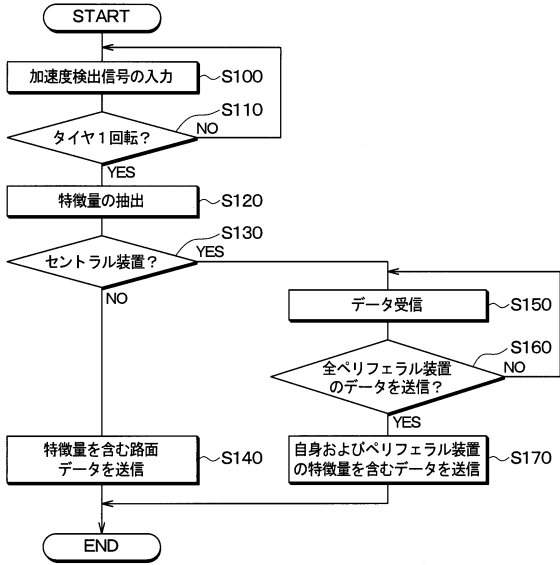 START
加速度検出信号の入力
S100
タイヤ1回転?
S110
NO
YES
特徴量の抽出
S120
セントラル装置?
S130
YES
NO
データ受信
S150
全ペリフェラル装置
のデータを送信?
S160
NO
YES
特徴量を含む路面
データを送信
S140
自身およびペリフェラル装置
の特徴量を含むデータを送信
S170
END